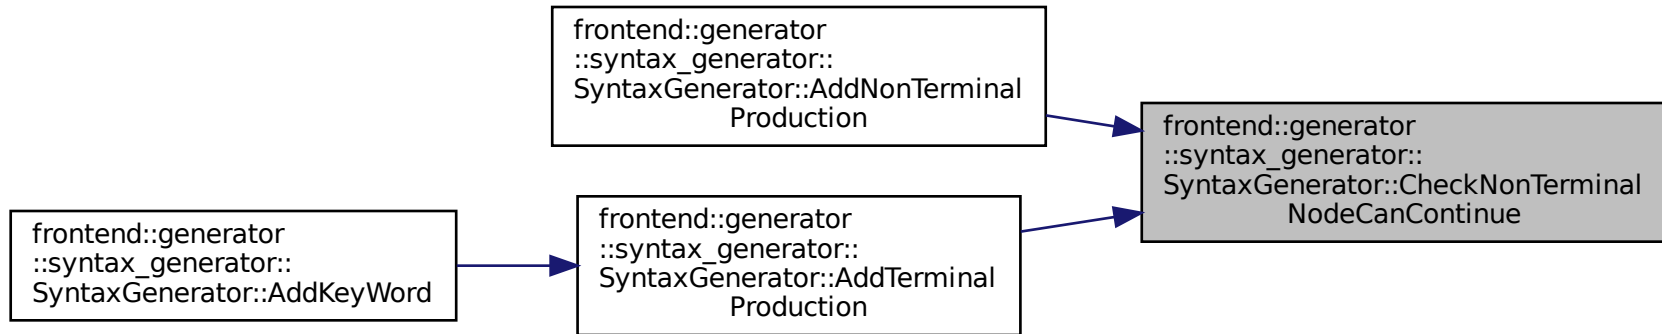 frontend::generator
::syntax_generator::
SyntaxGenerator::AddNonTerminal
Production
frontend::generator
::syntax_generator::
SyntaxGenerator::CheckNonTerminal
NodeCanContinue
frontend::generator
::syntax_generator::
SyntaxGenerator::AddTerminal
Production
frontend::generator
::syntax_generator::
SyntaxGenerator::AddKeyWord